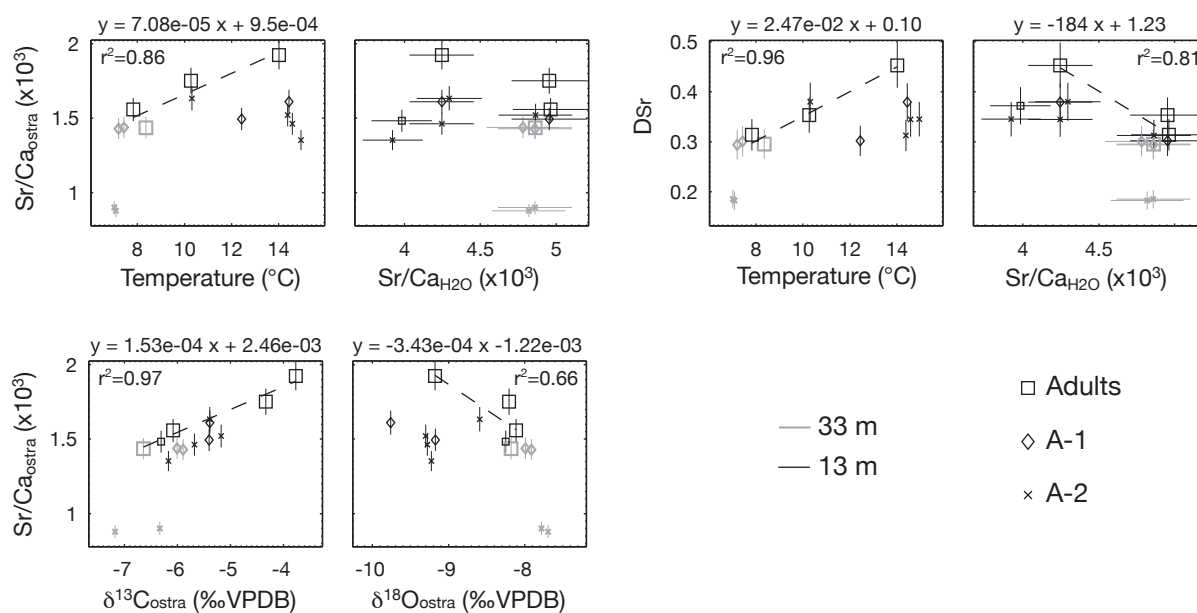 y = 7.08e-05 x + 9.5e-04
r²=0.86
Sr/Ca_ostra (x10³)
2
1.5
1
8 10 12 14
Temperature (°C)
4 4.5 5
Sr/Ca_H2O (x10³)
y = 2.47e-02 x + 0.10
r²=0.96
DSr
0.5
0.4
0.3
0.2
8 10 12 14
Temperature (°C)
y = -184 x + 1.23
r²=0.81
4 4.5
Sr/Ca_H2O (x10³)
y = 1.53e-04 x + 2.46e-03
r²=0.97
Sr/Ca_ostra (x10³)
2
1.5
1
-7 -6 -5 -4
δ¹³C_ostra (‰VPDB)
y = -3.43e-04 x -1.22e-03
r²=0.66
-10 -9 -8
δ¹⁸O_ostra (‰VPDB)
33 m
13 m
Adults
A-1
A-2